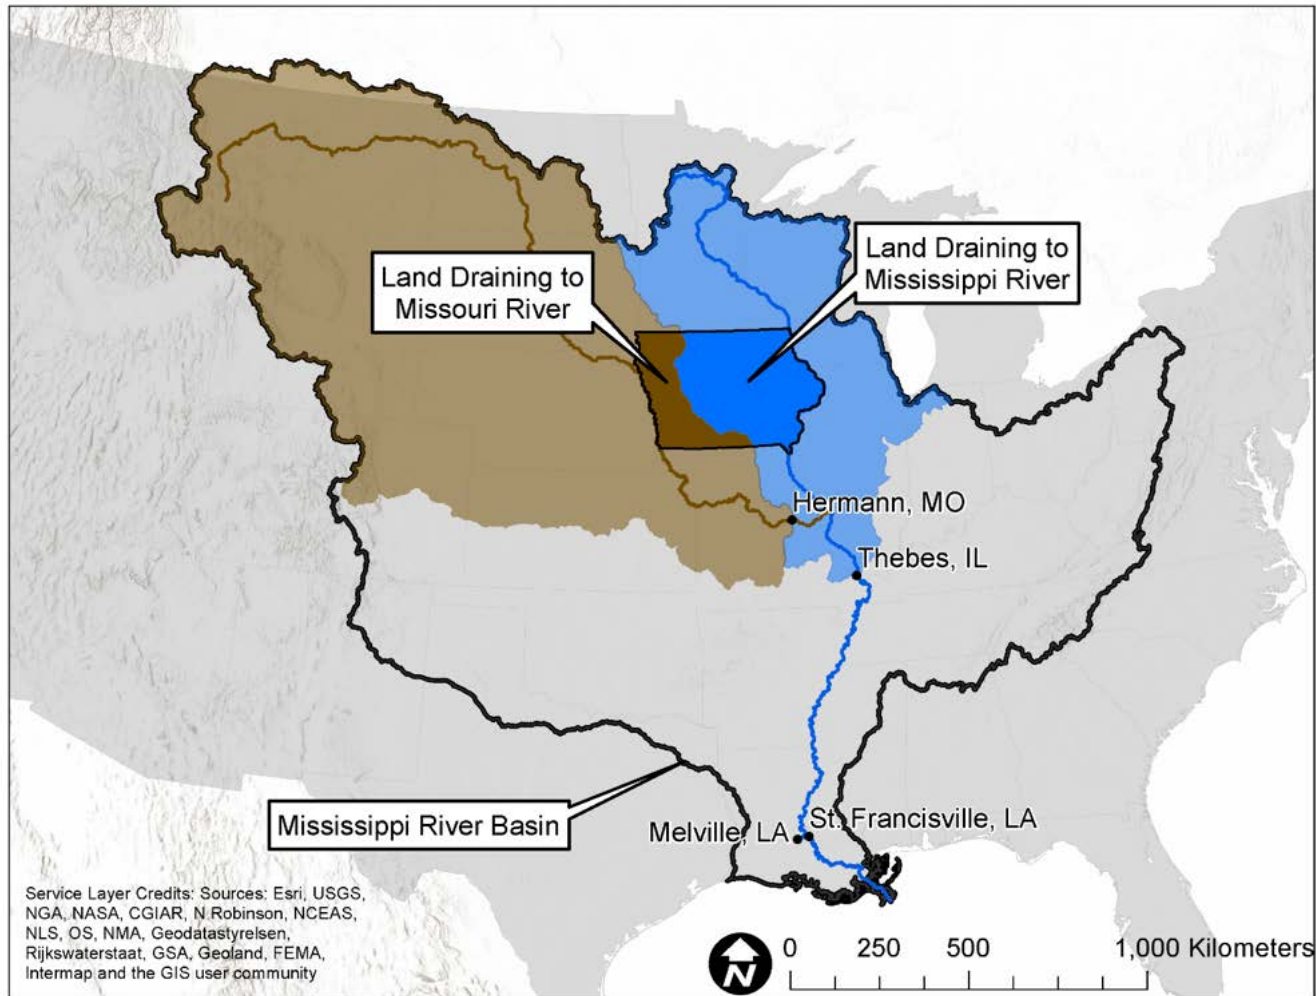 Land Draining to
Mississippi River
Land Draining to
Missouri River
Hermann, MO
Thebes, IL
Mississippi River Basin
Melville, LA
St. Francisville, LA
Service Layer Credits: Sources: Esri, USGS,
NGA, NASA, CGIAR, N Robinson, NCEAS,
NLS, OS, NMA, Geodatastyrelsen,
Rijkswaterstaat, GSA, Geoland, FEMA,
Intermap and the GIS user community
N
0 250 500 1,000 Kilometers